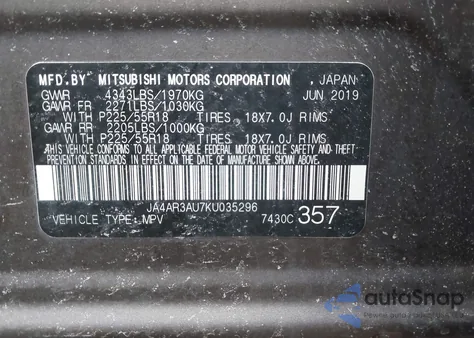 MFD.BY MITSUBISHI MOTORS CORPORATION, JAPAN
GVWR 4343LBS/1970KG JUN 2019
GAWR FR 2271LBS/1030KG
WITH P225/55R18 TIRES, 18X7.0J RIMS
GAWR RR 2205LBS/1000KG
WITH P225/55R18 TIRES, 18X7.0J RIMS
THIS VEHICLE CONFORMS TO ALL APPLICABLE FEDERAL MOTOR VEHICLE SAFETY, BUMPER, AND THEFT
PREVENTION STANDARDS IN EFFECT ON THE DATE OF MANUFACTURE SHOWN ABOVE.
JA4AR3AU7KU035296
VEHICLE TYPE: MPV 7430C 357
autoSnap